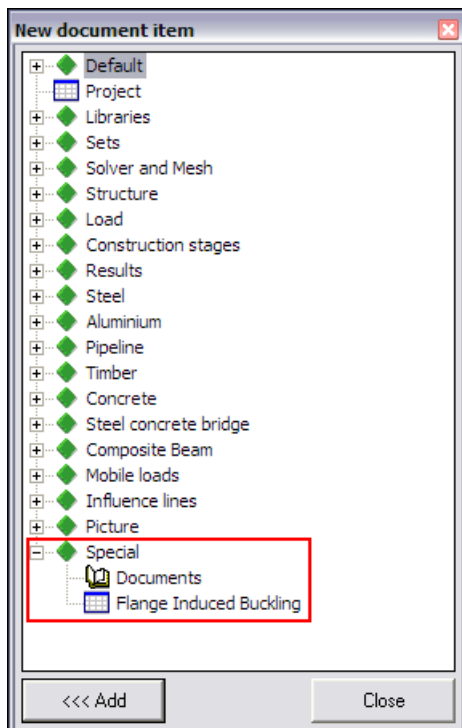 New document item
Default
Project
Libraries
Sets
Solver and Mesh
Structure
Load
Construction stages
Results
Steel
Aluminium
Pipeline
Timber
Concrete
Steel concrete bridge
Composite Beam
Mobile loads
Influence lines
Picture
Special
Documents
Flange Induced Buckling
<<< Add
Close